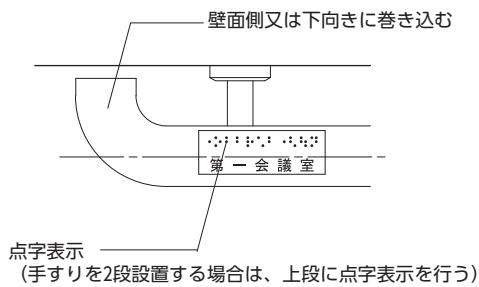 壁面側又は下向きに巻き込む
第一会議室
点字表示
（手すりを2段設置する場合は、上段に点字表示を行う）